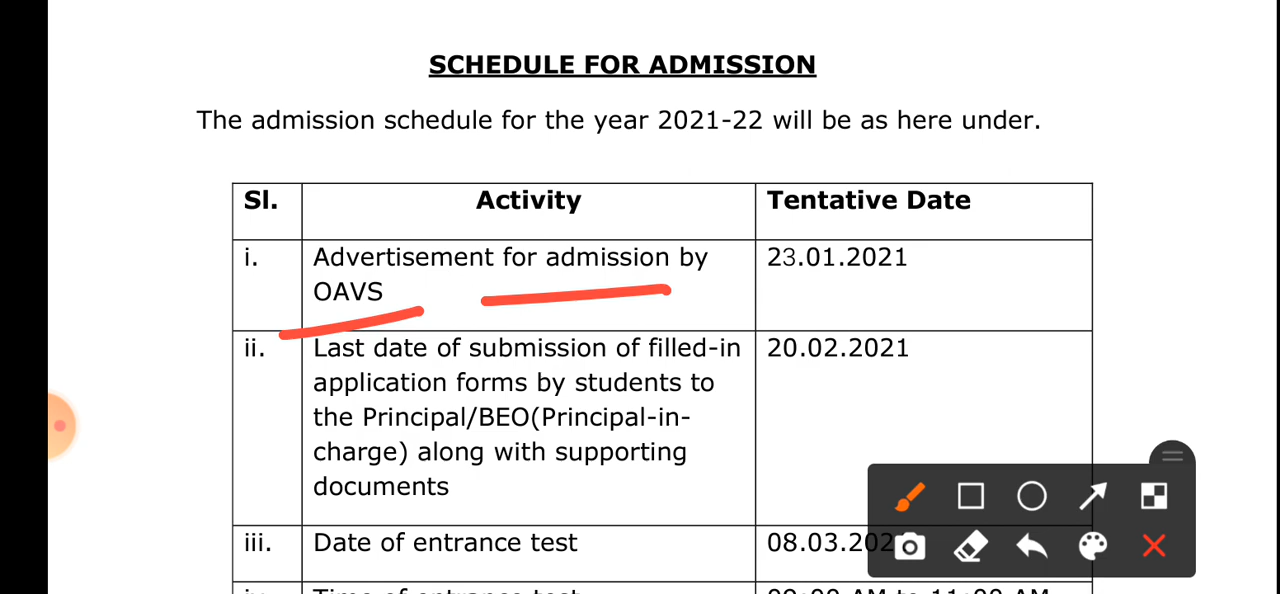 SCHEDULE FOR ADMISSION
The admission schedule for the year 2021-22 will be as here under.
Sl. Activity Tentative Date
i. Advertisement for admission by 23.01.2021
OAVS
ii. Last date of submission of filled-in 20.02.2021
application forms by students to
the Principal/BEO(Principal-in-
charge) along with supporting
documents
iii. Date of entrance test 08.03.202